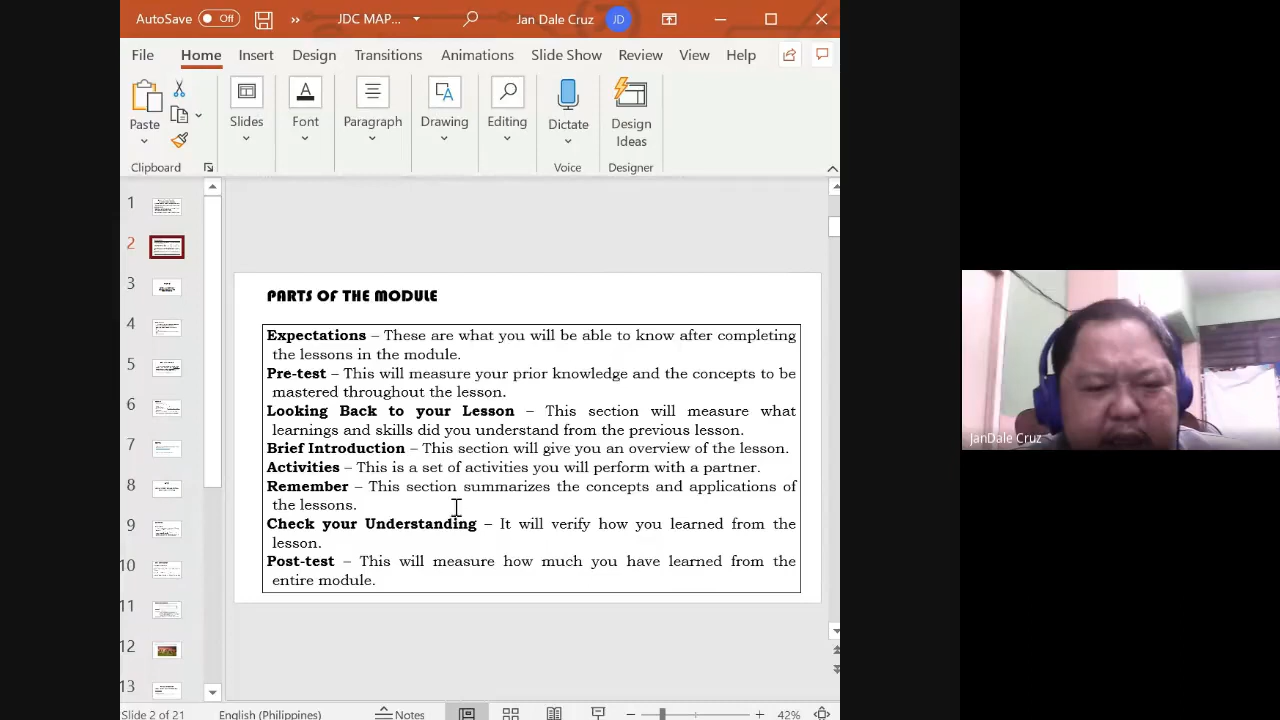 AutoSave Off JDC MAP... Jan Dale Cruz JD
File Home Insert Design Transitions Animations Slide Show Review View Help
Paste Slides Font Paragraph Drawing Editing Dictate Design Ideas
Clipboard Voice Designer
1
2
3
4
5
6
7
8
9
10
11
12
13
PARTS OF THE MODULE
Expectations – These are what you will be able to know after completing
the lessons in the module.
Pre-test – This will measure your prior knowledge and the concepts to be
mastered throughout the lesson.
Looking Back to your Lesson – This section will measure what
learnings and skills did you understand from the previous lesson.
Brief Introduction – This section will give you an overview of the lesson.
Activities – This is a set of activities you will perform with a partner.
Remember – This section summarizes the concepts and applications of
the lessons.
Check your Understanding – It will verify how you learned from the
lesson.
Post-test – This will measure how much you have learned from the
entire module.
Slide 2 of 21 English (Philippines) Notes 42%
JanDale Cruz